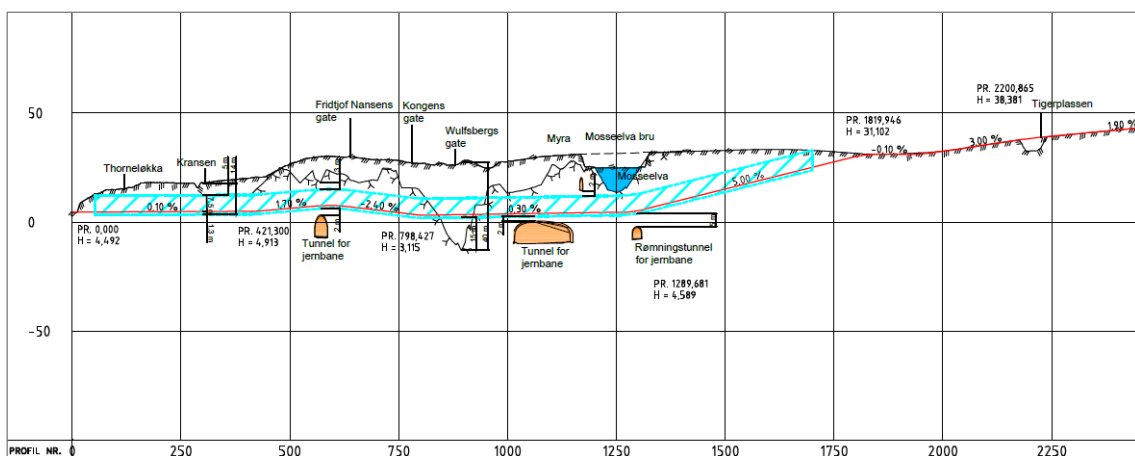 50
0
-50
PR. 2200,865
H = 38,381
Tigerplassen
1,90 %
3,00 %
PR. 1819,946
H = 31,102
-0,10 %
Fridtjof Nansens
gate
Kongens
gate
Wulfsbergs
gate
Myra
Mosseelva bru
Mosseelva
Thorneløkka
Kransen
0,10 %
1,70 %
-2,40 %
0,30 %
5,00 %
PR. 0,000
H = 4,492
PR. 421,300
H = 4,913
Tunnel for
jernbane
2 m
PR. 798,427
H = 3,115
15 m
40 m
2 m
Tunnel for
jernbane
Rømningstunnel
for jernbane
PR. 1289,681
H = 4,589
PROFIL NR.
0
250
500
750
1000
1250
1500
1750
2000
2250